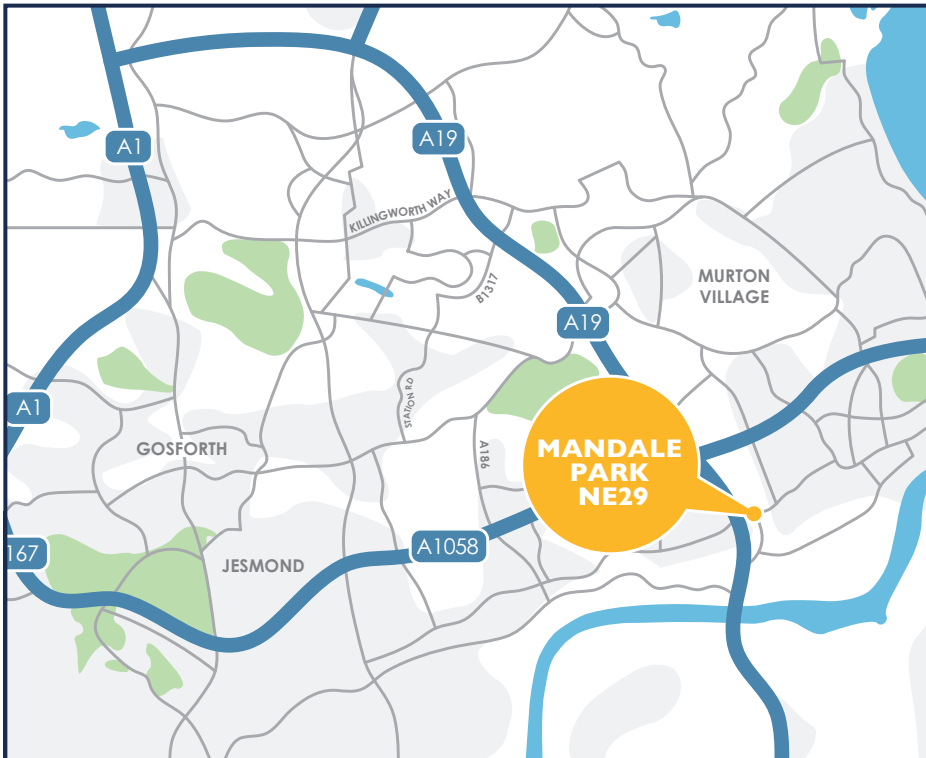 A1
A19
KILLINGWORTH WAY
B1317
MURTON
VILLAGE
A19
A1
STATION RD
GOSFORTH
A186
MANDALE
PARK
NE29
167
JESMOND
A1058